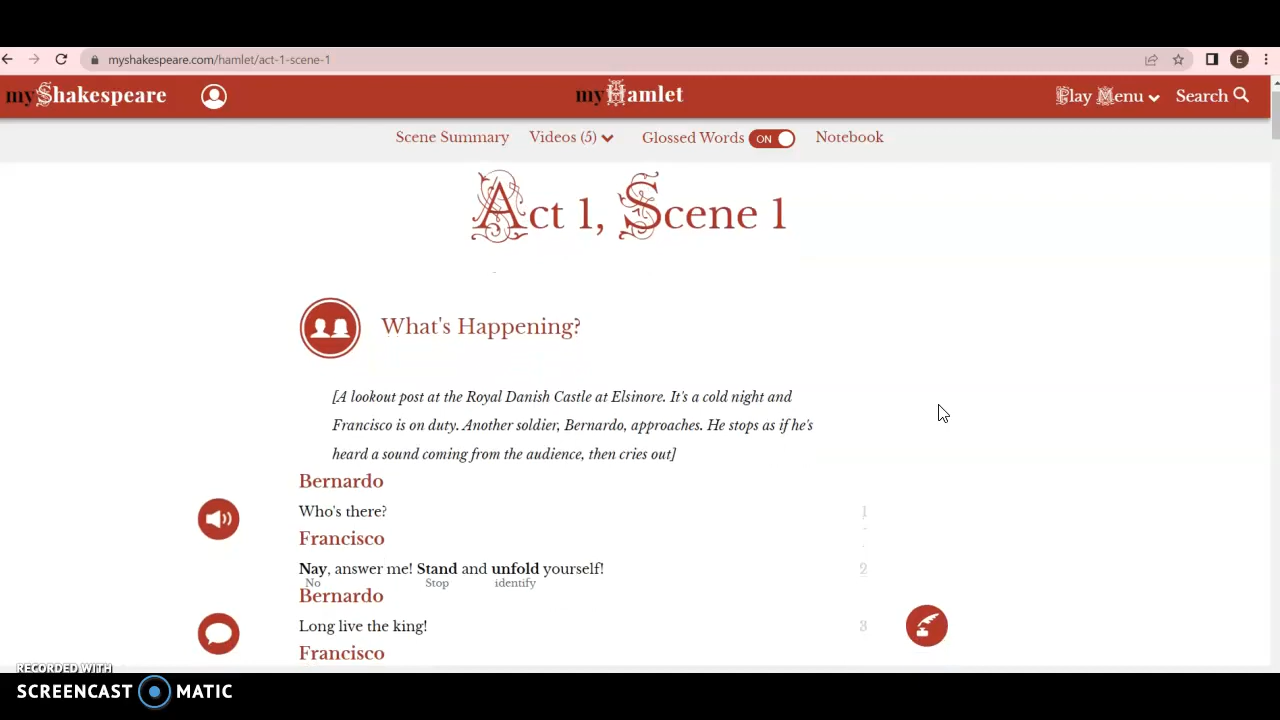 myshakespeare.com/hamlet/act-1-scene-1
E
myShakespeare
myHamlet
Play Menu
Search
Scene Summary
Videos (5)
Glossed Words
ON
Notebook
Act 1, Scene 1
What's Happening?
[A lookout post at the Royal Danish Castle at Elsinore. It's a cold night and
Francisco is on duty. Another soldier, Bernardo, approaches. He stops as if he's
heard a sound coming from the audience, then cries out]
Bernardo
Who's there? 1
Francisco
Nay, answer me! Stand and unfold yourself! 2
No Stop identify
Bernardo
Long live the king! 3
Francisco
RECORDED WITH
SCREENCAST MATIC